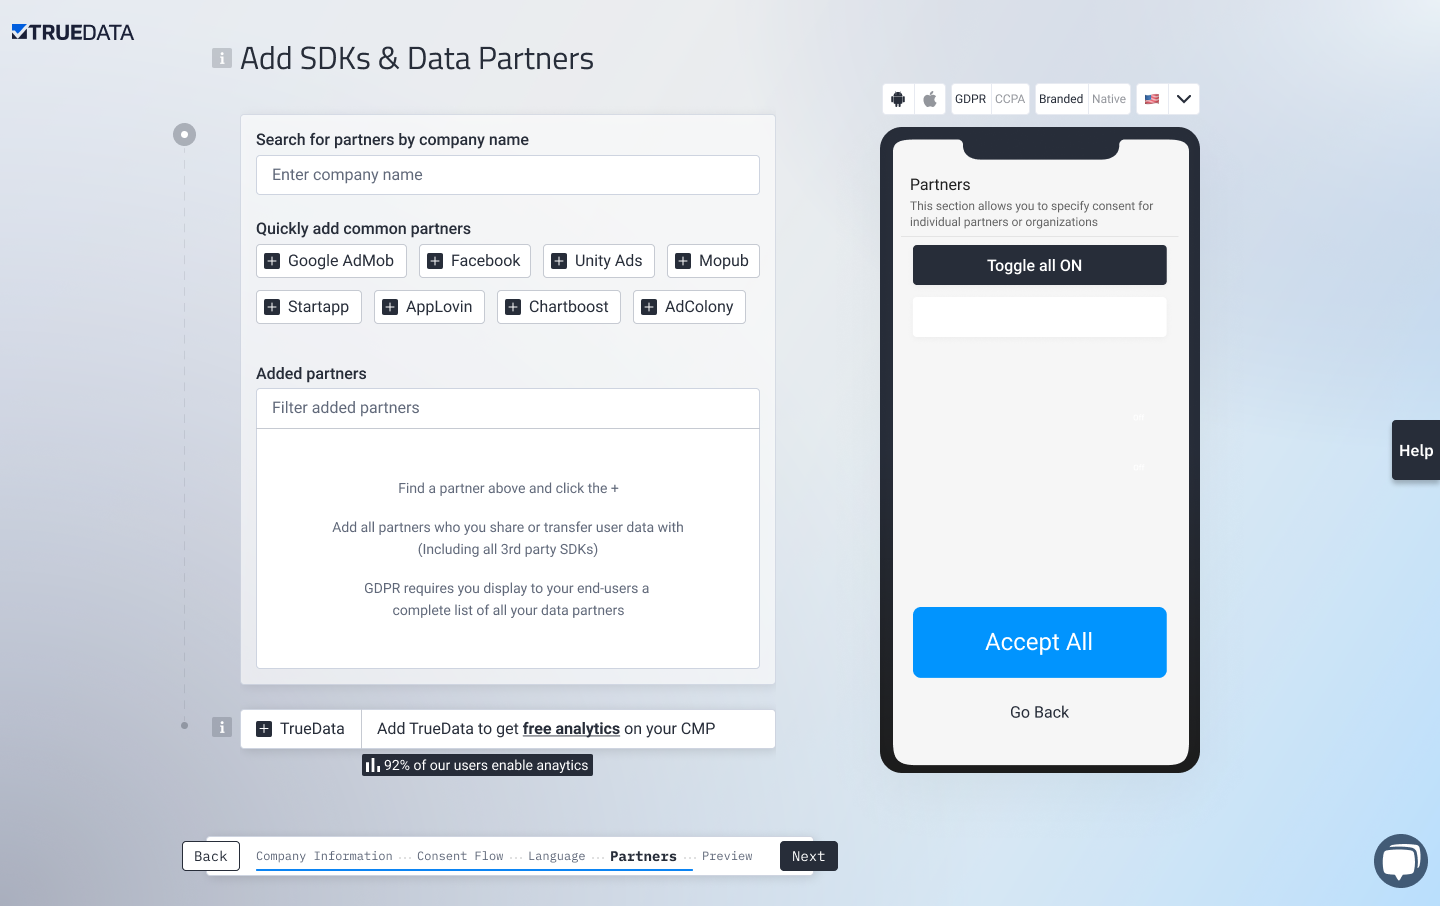 TRUEDATA
Add SDKs & Data Partners
Search for partners by company name
Enter company name
Quickly add common partners
Google AdMob
Facebook
Unity Ads
Mopub
Startapp
AppLovin
Chartboost
AdColony
Added partners
Filter added partners
Find a partner above and click the +
Add all partners who you share or transfer user data with
(Including all 3rd party SDKs)
GDPR requires you display to your end-users a
complete list of all your data partners
TrueData
Add TrueData to get free analytics on your CMP
92% of our users enable anaytics
Back
Company Information ... Consent Flow ... Language ... Partners ... Preview
Next
GDPR CCPA
Branded Native
Partners
This section allows you to specify consent for
individual partners or organizations
Toggle all ON
Accept All
Go Back
Help